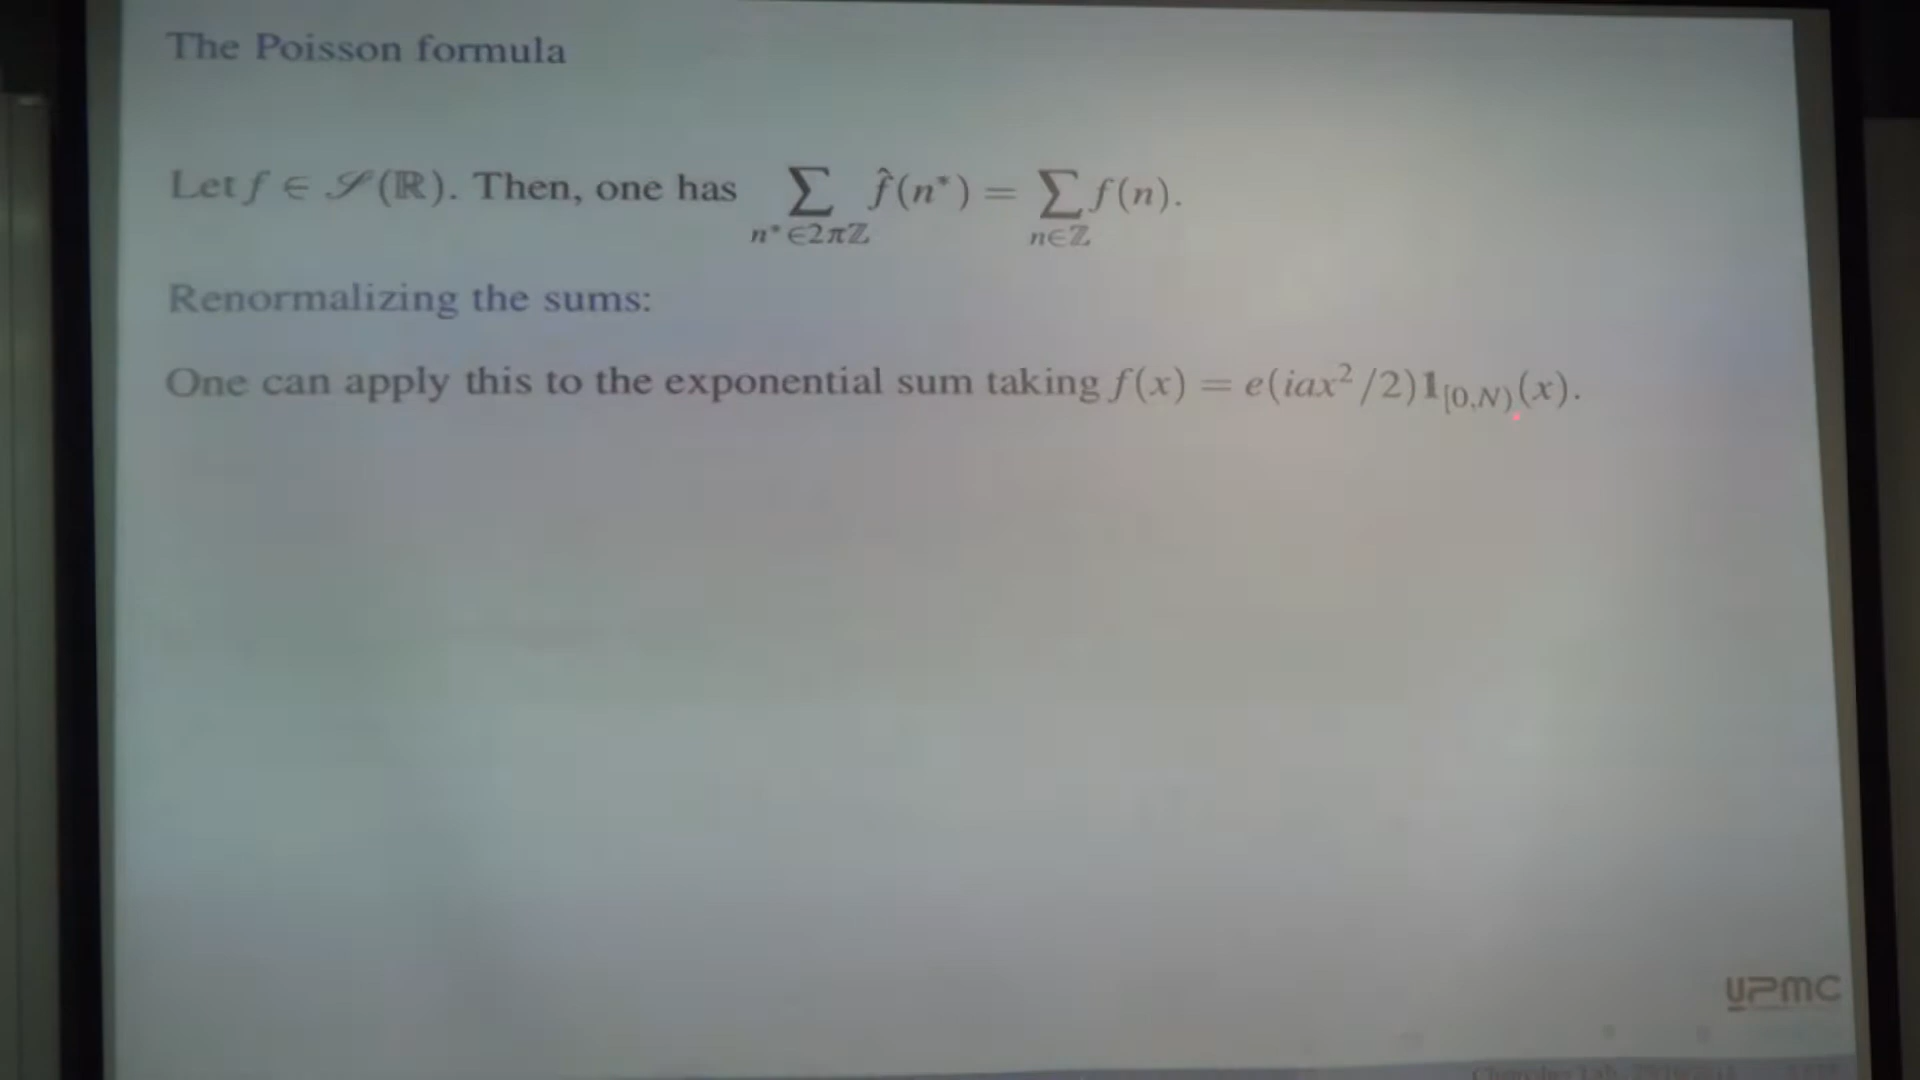 The Poisson formula
Let f ∈ 𝒮(ℝ). Then, one has ∑_{n*∈2πℤ} f̂(n*) = ∑_{n∈ℤ} f(n).
Renormalizing the sums:
One can apply this to the exponential sum taking f(x) = e(iax²/2)1_{[0,N)}(x).
UPMC